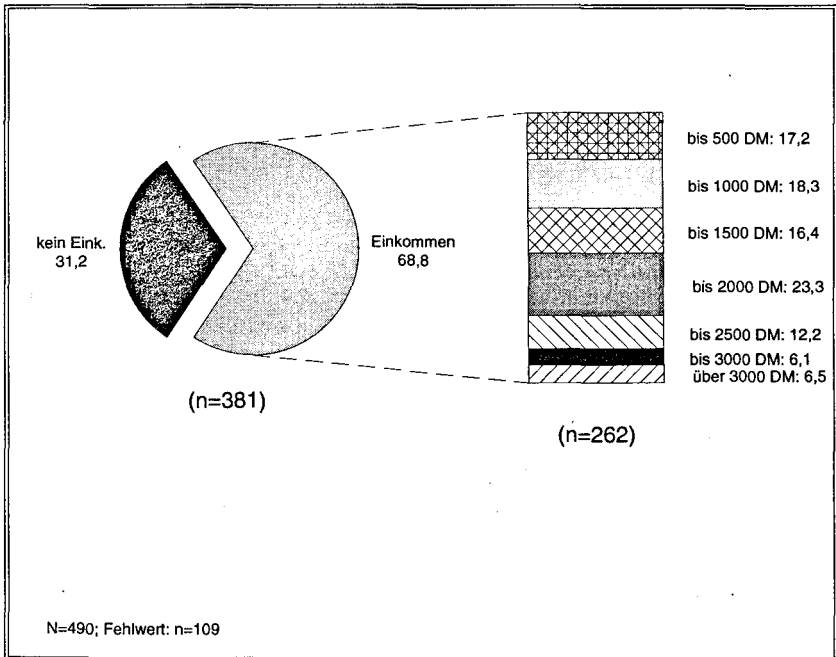 kein Eink.
31,2
Einkommen
68,8
(n=381)
bis 500 DM: 17,2
bis 1000 DM: 18,3
bis 1500 DM: 16,4
bis 2000 DM: 23,3
bis 2500 DM: 12,2
bis 3000 DM: 6,1
über 3000 DM: 6,5
(n=262)
N=490; Fehlwert: n=109